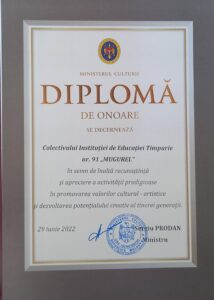 MINISTERUL CULTURII
DIPLOMĂ
DE ONOARE
SE DECERNEAZĂ
Colectivului Instituției de Educației Timpurie
nr. 93 „MUGUREL”
în semn de înaltă recunoștință
și apreciere a activității prodigioase
în promovarea valorilor cultural - artistice
și dezvoltarea potențialului creativ al tinerei generații.
29 iunie 2022
Sergiu PRODAN
Ministru